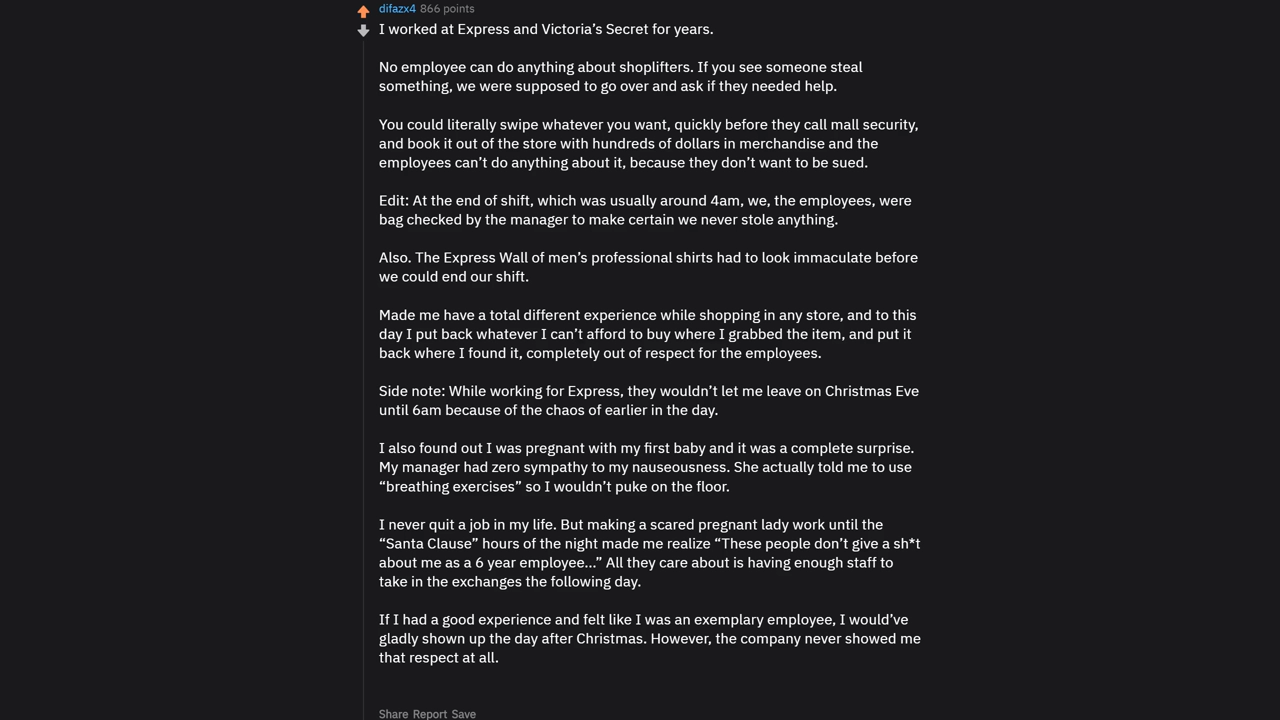 difazx4 866 points
I worked at Express and Victoria’s Secret for years.
No employee can do anything about shoplifters. If you see someone steal
something, we were supposed to go over and ask if they needed help.
You could literally swipe whatever you want, quickly before they call mall security,
and book it out of the store with hundreds of dollars in merchandise and the
employees can’t do anything about it, because they don’t want to be sued.
Edit: At the end of shift, which was usually around 4am, we, the employees, were
bag checked by the manager to make certain we never stole anything.
Also. The Express Wall of men’s professional shirts had to look immaculate before
we could end our shift.
Made me have a total different experience while shopping in any store, and to this
day I put back whatever I can’t afford to buy where I grabbed the item, and put it
back where I found it, completely out of respect for the employees.
Side note: While working for Express, they wouldn’t let me leave on Christmas Eve
until 6am because of the chaos of earlier in the day.
I also found out I was pregnant with my first baby and it was a complete surprise.
My manager had zero sympathy to my nauseousness. She actually told me to use
“breathing exercises” so I wouldn’t puke on the floor.
I never quit a job in my life. But making a scared pregnant lady work until the
“Santa Clause” hours of the night made me realize “These people don’t give a sh*t
about me as a 6 year employee...” All they care about is having enough staff to
take in the exchanges the following day.
If I had a good experience and felt like I was an exemplary employee, I would’ve
gladly shown up the day after Christmas. However, the company never showed me
that respect at all.
Share Report Save